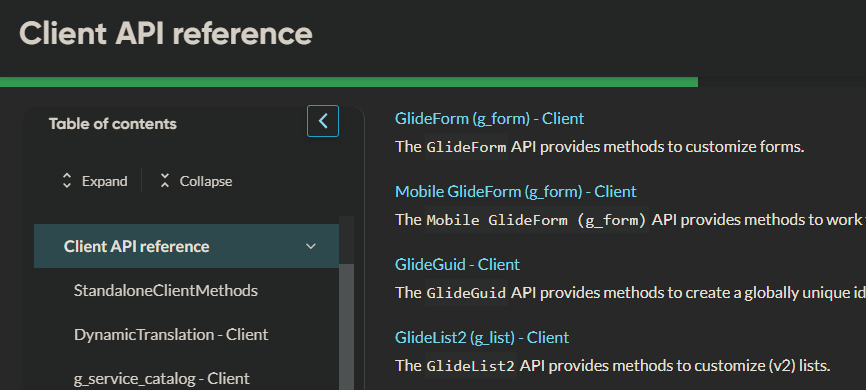 Client API reference
Table of contents
Expand
Collapse
Client API reference
StandaloneClientMethods
DynamicTranslation - Client
g_service_catalog - Client
GlideForm (g_form) - Client
The GlideForm API provides methods to customize forms.
Mobile GlideForm (g_form) - Client
The Mobile GlideForm (g_form) API provides methods to work
GlideGuid - Client
The GlideGuid API provides methods to create a globally unique id
GlideList2 (g_list) - Client
The GlideList2 API provides methods to customize (v2) lists.